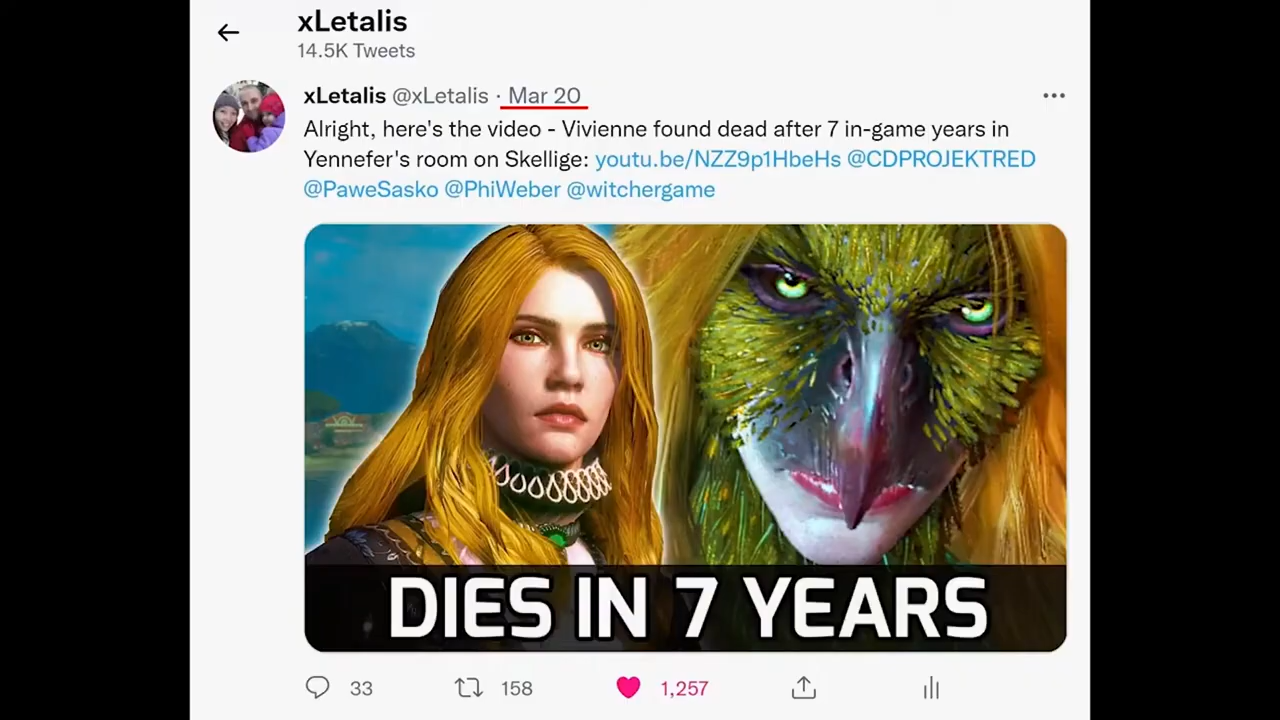 xLetalis
14.5K Tweets
xLetalis @xLetalis · Mar 20
Alright, here's the video - Vivienne found dead after 7 in-game years in
Yennefer's room on Skellige: youtu.be/NZZ9p1HbeHs @CDPROJEKTRED
@PaweSasko @PhiWeber @witchergame
DIES IN 7 YEARS
33 158 1,257